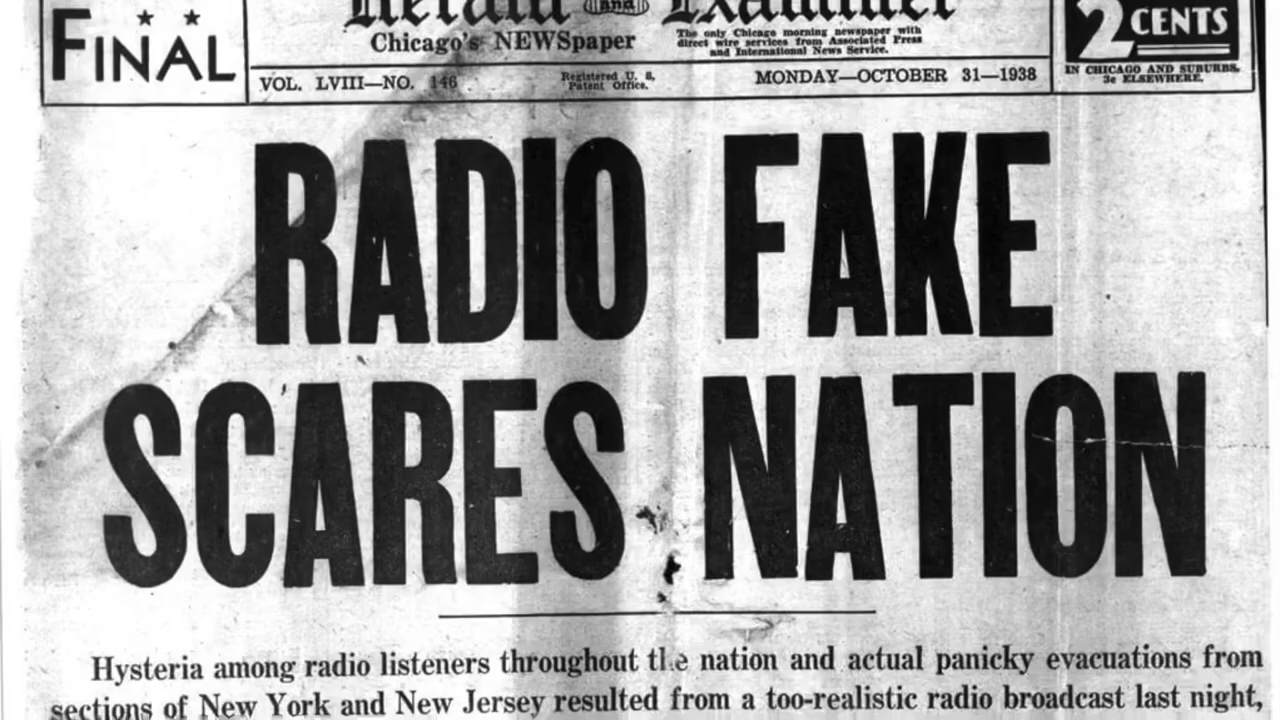 FINAL
Herald and Examiner
Chicago's NEWSpaper
The only Chicago morning newspaper with
direct wire services from Associated Press
and International News Service.
2 CENTS
IN CHICAGO AND SUBURBS.
3c ELSEWHERE.
VOL. LVIII—NO. 146
Registered U. S.
Patent Office.
MONDAY—OCTOBER 31—1938
RADIO FAKE
SCARES NATION
Hysteria among radio listeners throughout the nation and actual panicky evacuations from
sections of New York and New Jersey resulted from a too-realistic radio broadcast last night,